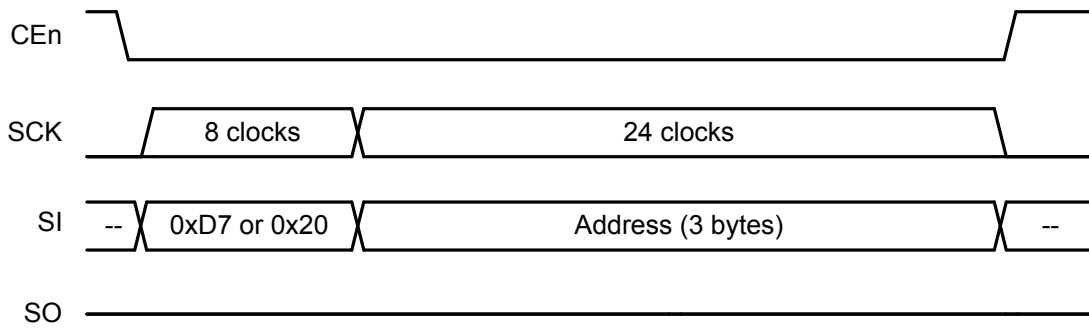 CEn
SCK 8 clocks 24 clocks
SI -- 0xD7 or 0x20 Address (3 bytes) --
SO